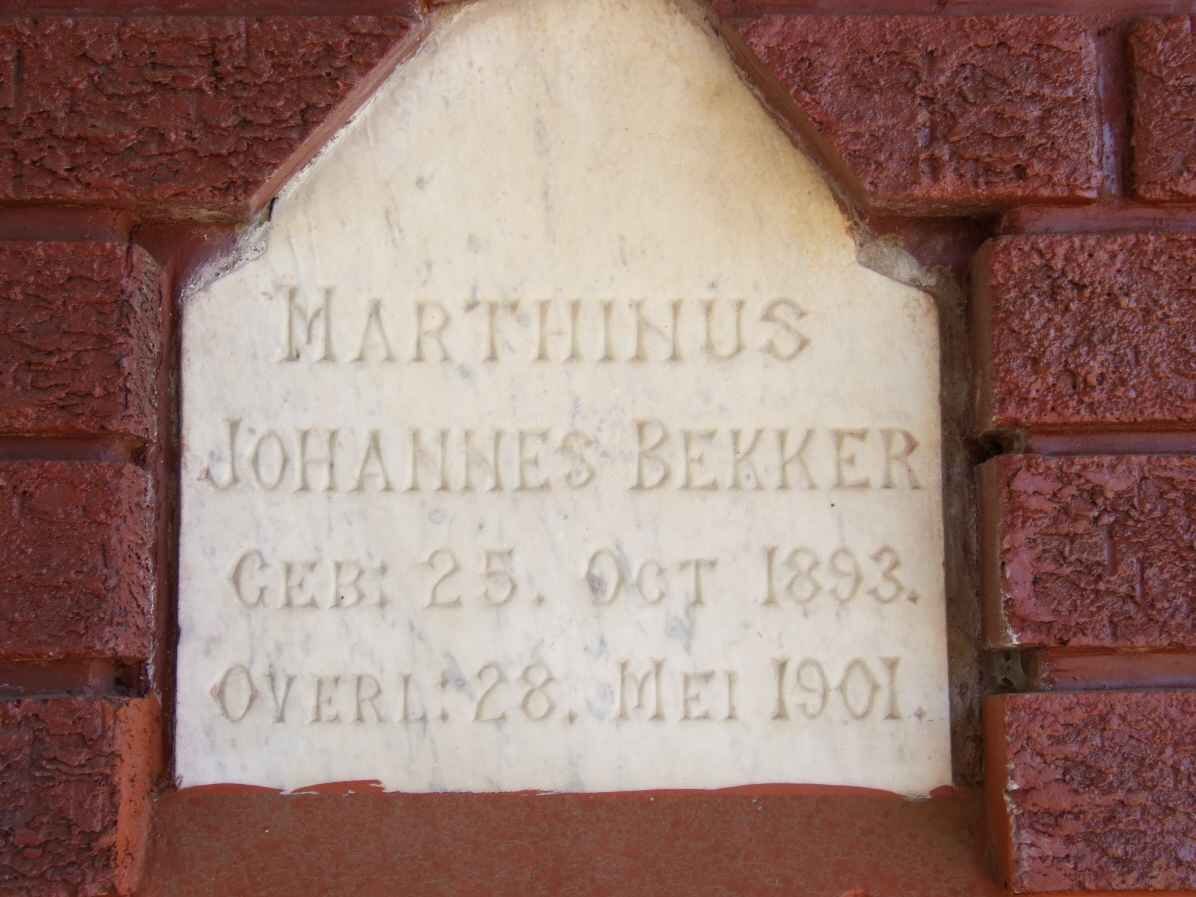 MARTHINUS
JOHANNES BEKKER
GEB: 25. OCT 1893.
OVERL: 28. MEI 1901.